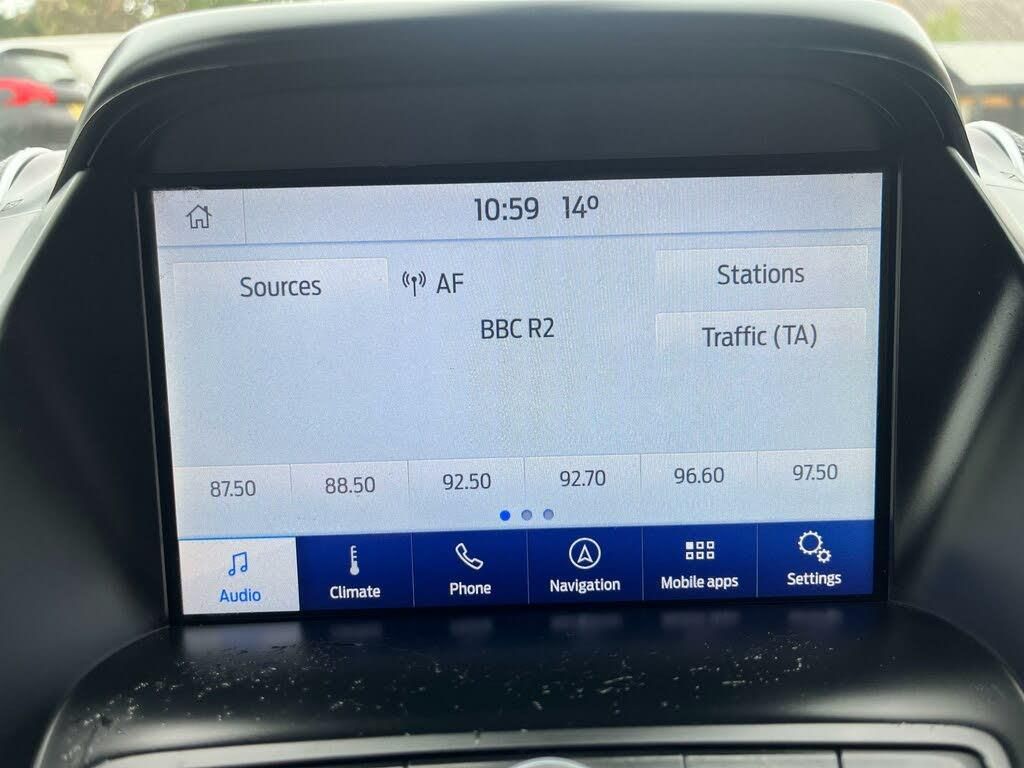 10:59 14º
Sources
AF
Stations
BBC R2
Traffic (TA)
87.50 88.50 92.50 92.70 96.60 97.50
Audio Climate Phone Navigation Mobile apps Settings